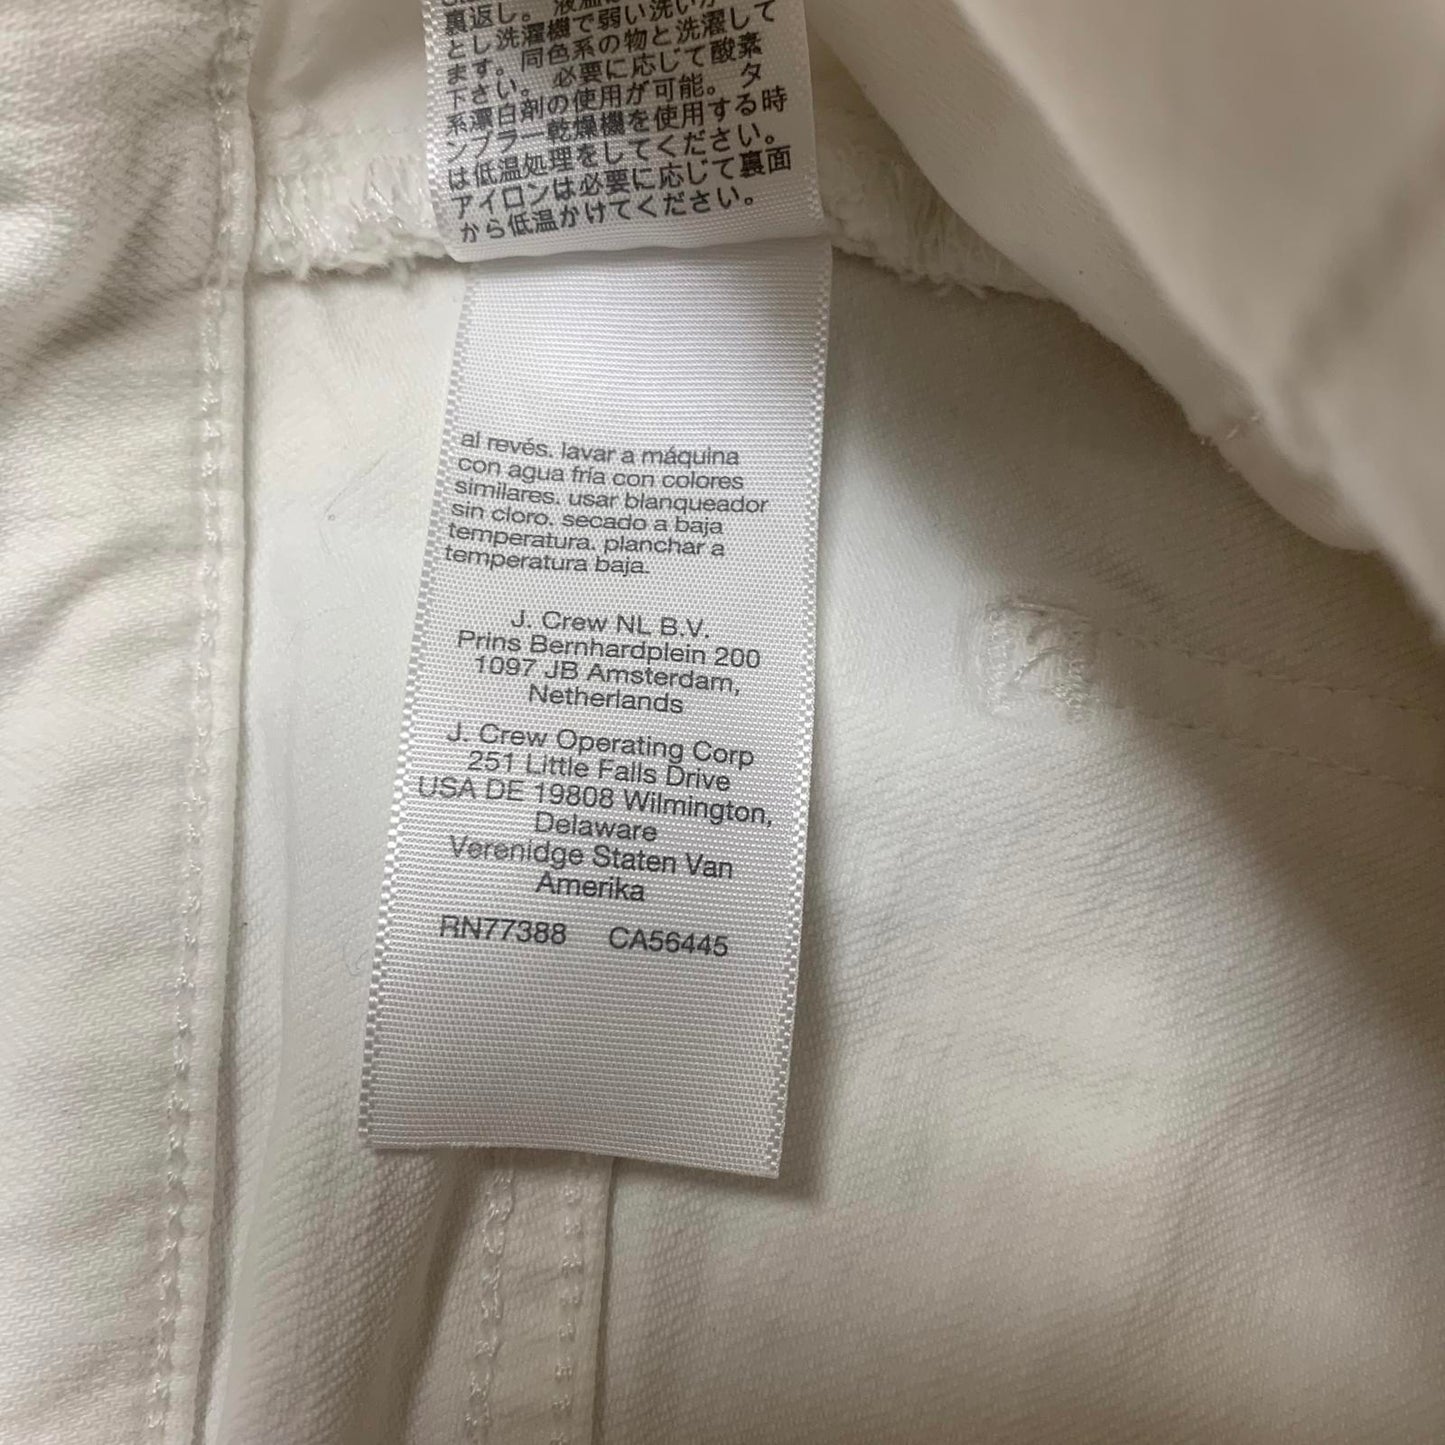 裏返し。液温は
とし洗濯機で弱い洗いが
ます。同色系の物と洗濯して
下さい。必要に応じて酸素
系漂白剤の使用が可能。タ
ンブラー乾燥機を使用する時
は低温処理をしてください。
アイロンは必要に応じて裏面
から低温かけてください。
al revés. lavar a máquina
con agua fría con colores
similares. usar blanqueador
sin cloro. secado a baja
temperatura. planchar a
temperatura baja.
J. Crew NL B.V.
Prins Bernhardplein 200
1097 JB Amsterdam,
Netherlands
J. Crew Operating Corp
251 Little Falls Drive
USA DE 19808 Wilmington,
Delaware
Verenidge Staten Van
Amerika
RN77388 CA56445